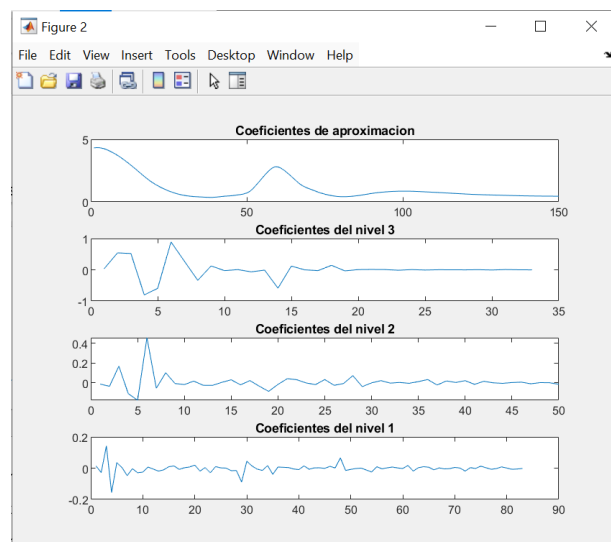 Figure 2
File Edit View Insert Tools Desktop Window Help
Coeficientes de aproximacion
5
0
0 50 100 150
Coeficientes del nivel 3
1
0
-1
0 5 10 15 20 25 30 35
Coeficientes del nivel 2
0.4
0.2
0
0 5 10 15 20 25 30 35 40 45 50
Coeficientes del nivel 1
0.2
0
-0.2
0 10 20 30 40 50 60 70 80 90